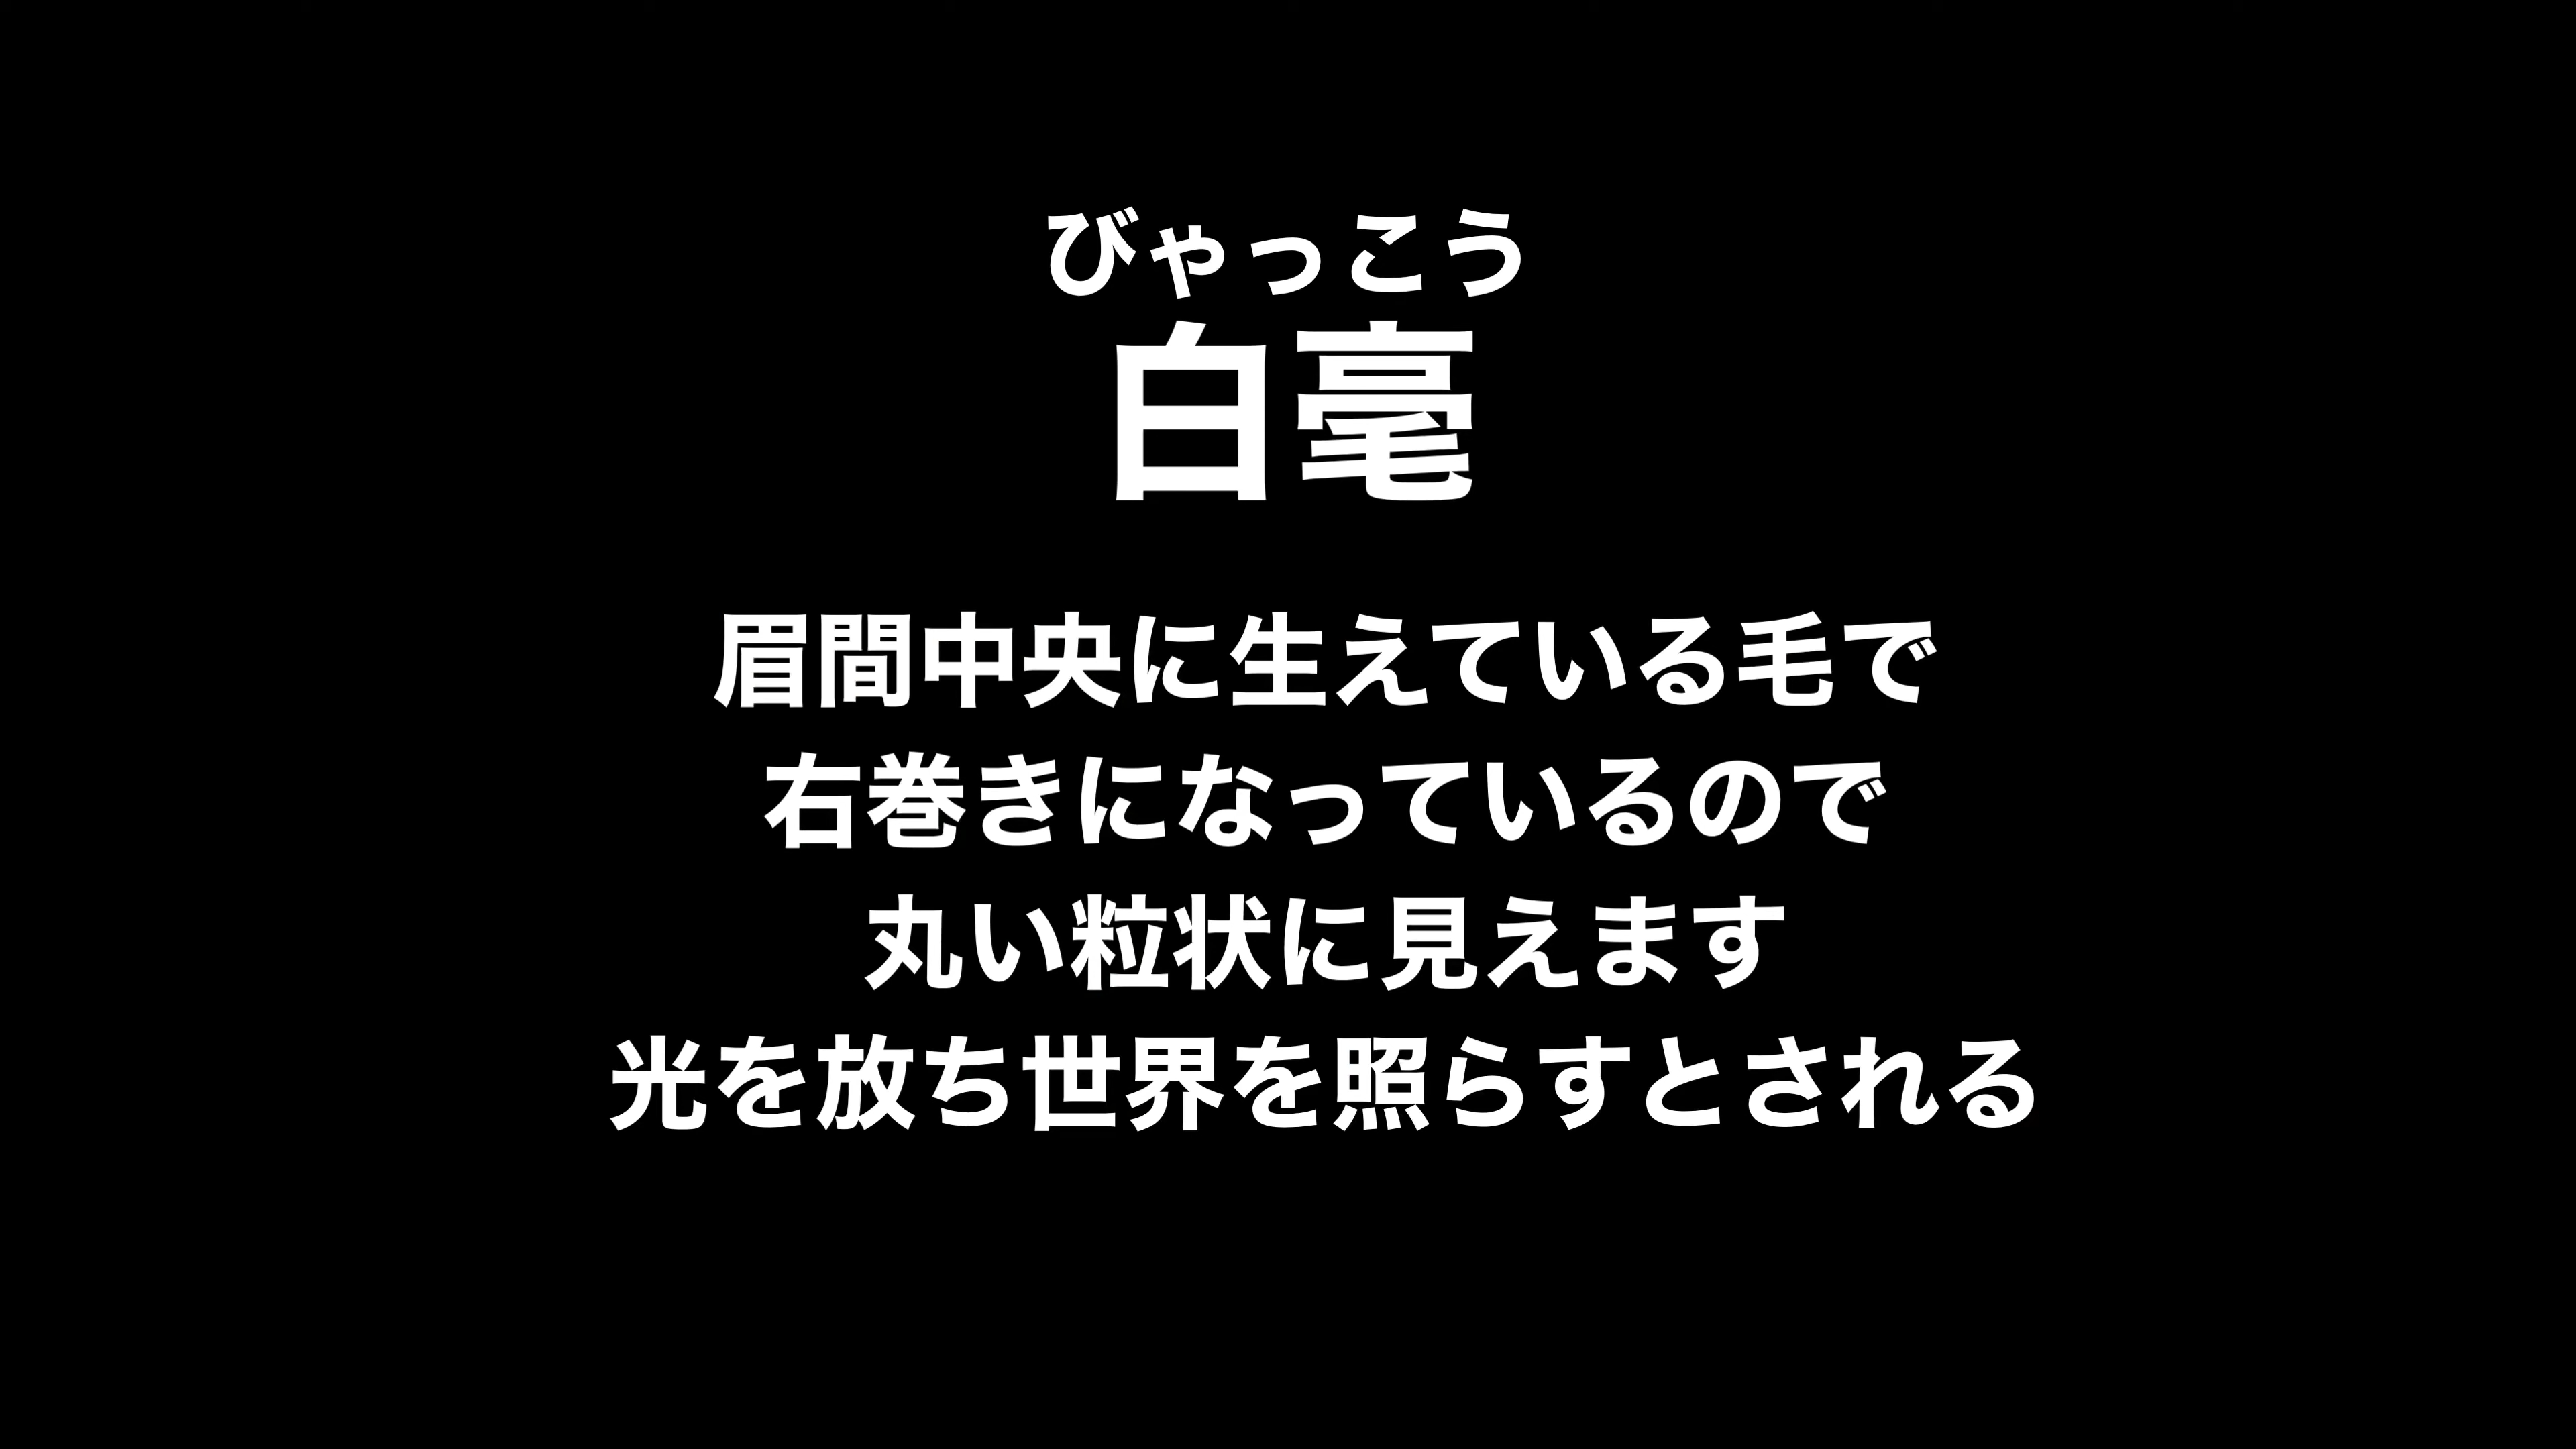 びゃっこう
白毫
眉間中央に生えている毛で
右巻きになっているので
丸い粒状に見えます
光を放ち世界を照らすとされる